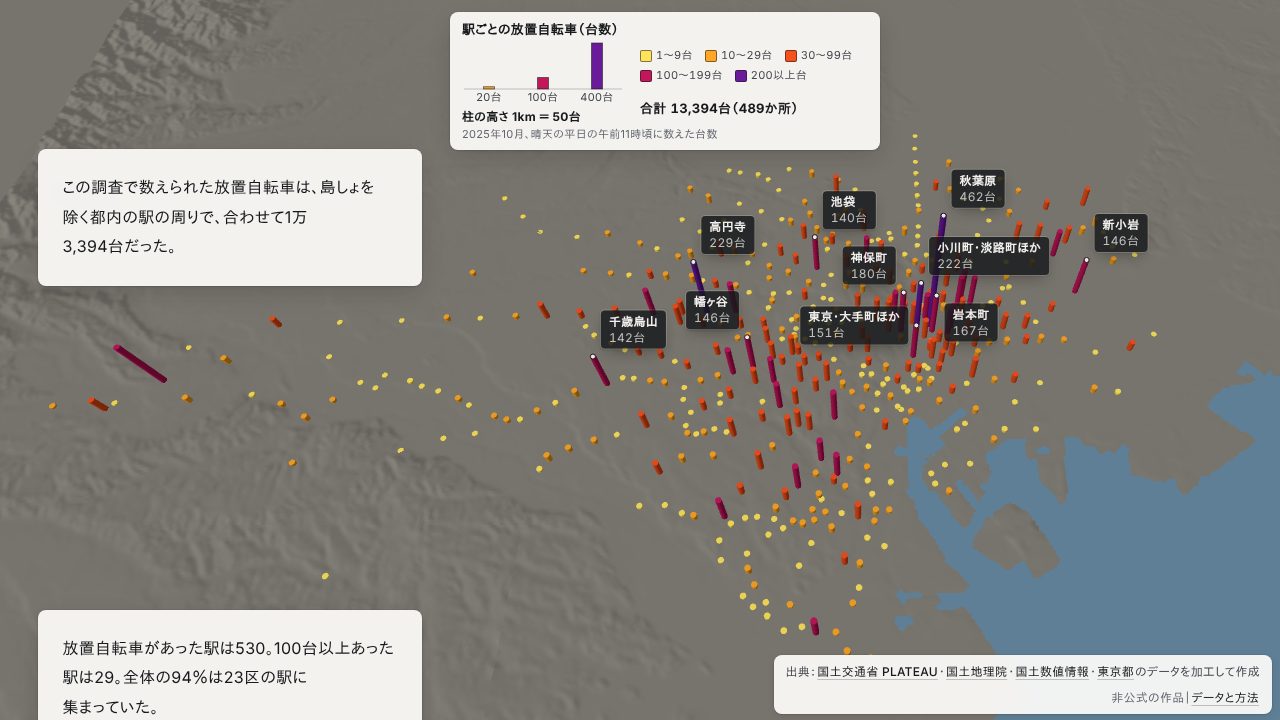 駅ごとの放置自転車（台数）
20台
100台
400台
柱の高さ 1km ＝ 50台
1〜9台
10〜29台
30〜99台
100〜199台
200以上台
合計 13,394台（489か所）
2025年10月、晴天の平日の午前11時頃に数えた台数
この調査で数えられた放置自転車は、島しょを
除く都内の駅の周りで、合わせて1万
3,394台だった。
秋葉原
462台
池袋
140台
新小岩
146台
高円寺
229台
小川町・淡路町ほか
222台
神保町
180台
幡ヶ谷
146台
千歳烏山
142台
東京・大手町ほか
151台
岩本町
167台
放置自転車があった駅は530。100台以上あった
駅は29。全体の94%は23区の駅に
集まっていた。
出典：国土交通省 PLATEAU・国土地理院・国土数値情報・東京都のデータを加工して作成
非公式の作品|データと方法